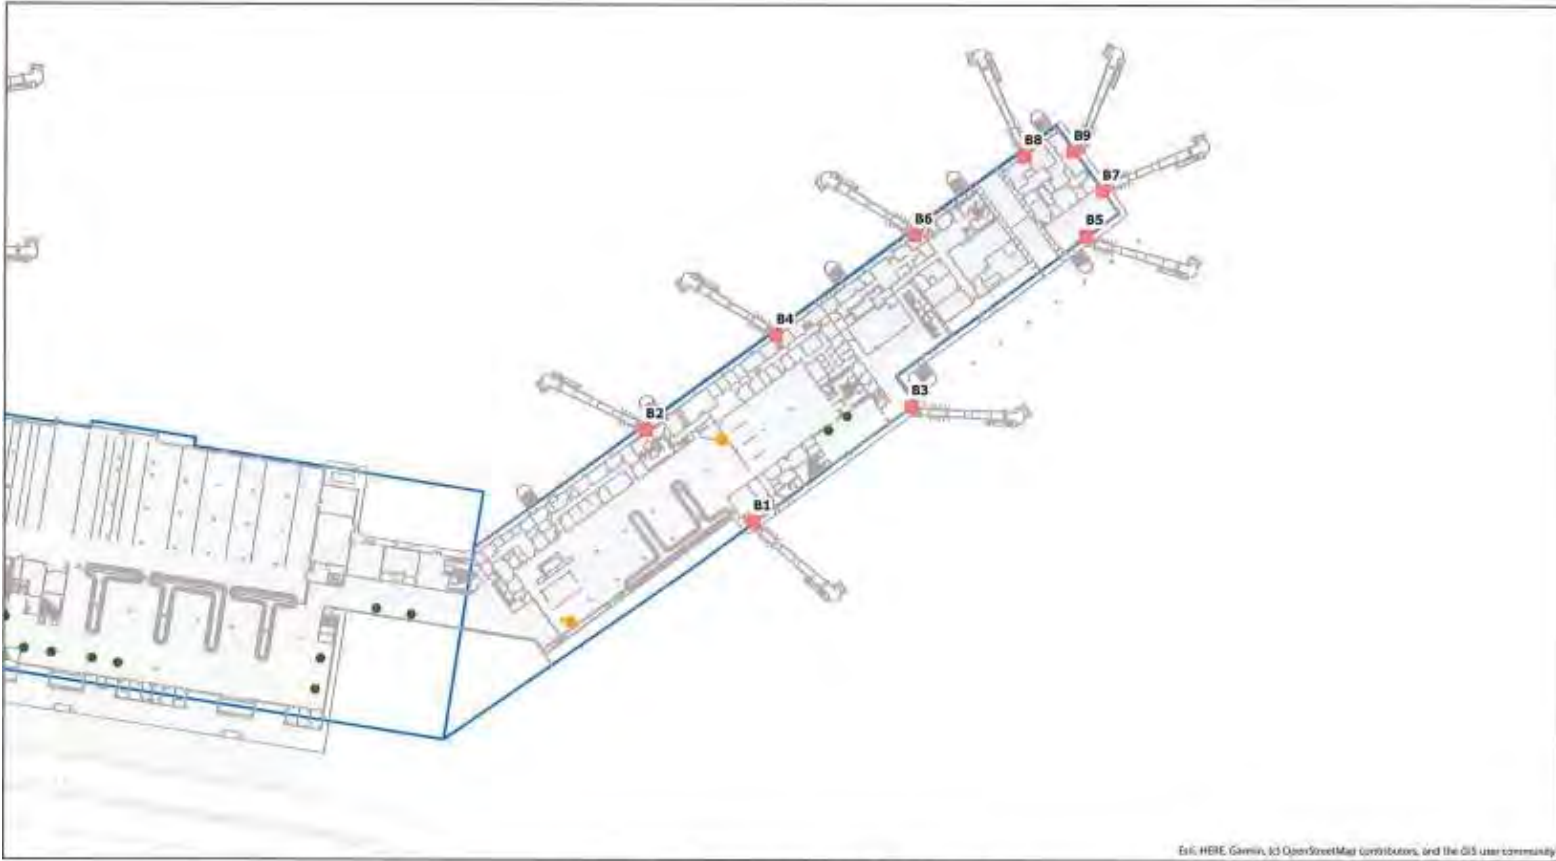 B8
B9
B7
B6
B5
B4
B3
B2
B1
Esri, HERE, Garmin, (c) OpenStreetMap contributors, and the GIS user community